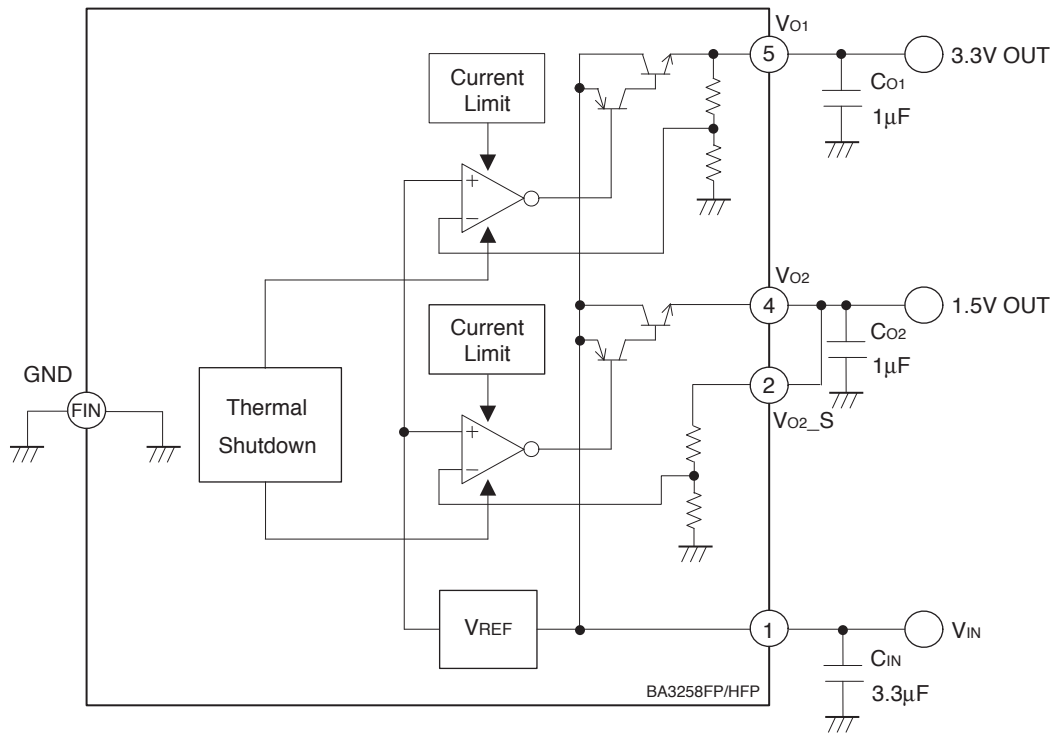 VO1
5
3.3V OUT
Current
Limit
CO1
1µF
+
−
VO2
4
1.5V OUT
Current
Limit
CO2
1µF
GND
FIN
2
VO2_S
Thermal
Shutdown
+
−
VREF
1
VIN
CIN
3.3µF
BA3258FP/HFP